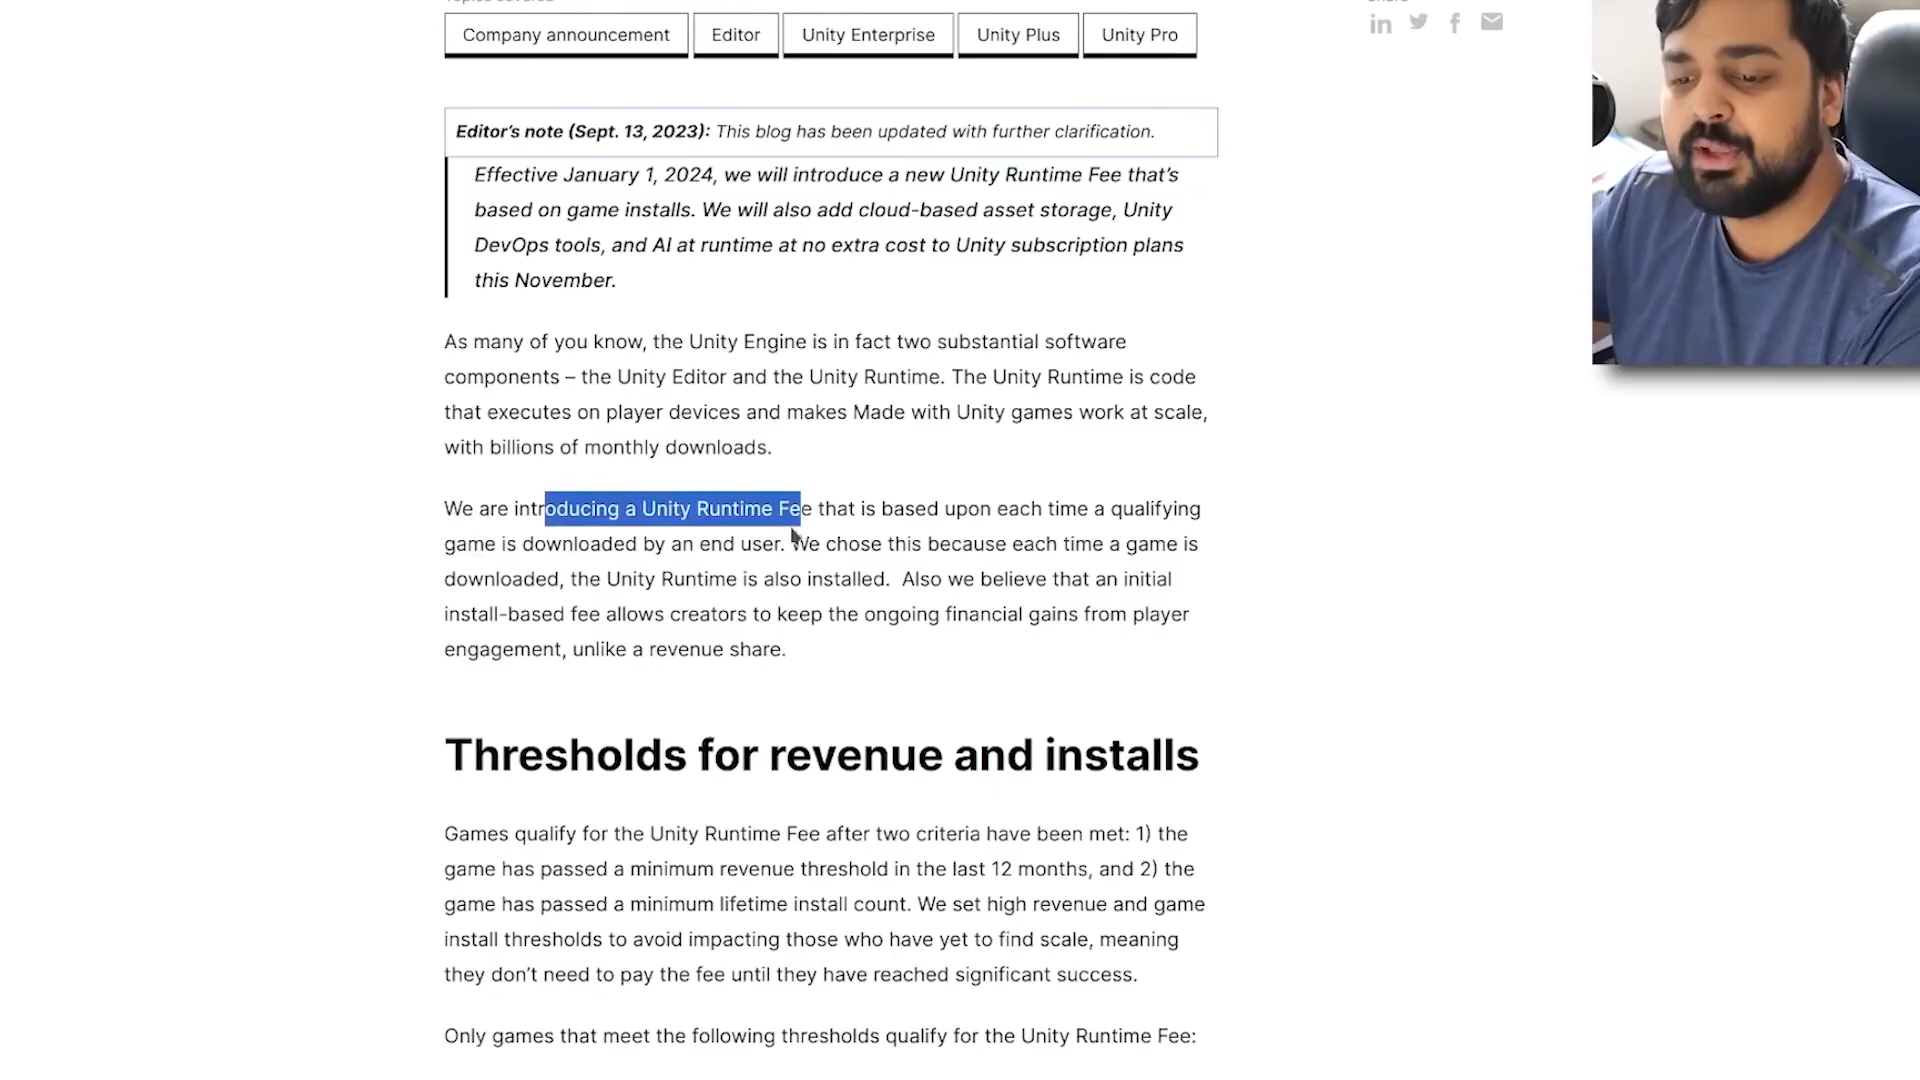 Topics covered
Share
Company announcement
Editor
Unity Enterprise
Unity Plus
Unity Pro
Editor's note (Sept. 13, 2023): This blog has been updated with further clarification.
Effective January 1, 2024, we will introduce a new Unity Runtime Fee that's
based on game installs. We will also add cloud-based asset storage, Unity
DevOps tools, and AI at runtime at no extra cost to Unity subscription plans
this November.
As many of you know, the Unity Engine is in fact two substantial software
components – the Unity Editor and the Unity Runtime. The Unity Runtime is code
that executes on player devices and makes Made with Unity games work at scale,
with billions of monthly downloads.
We are introducing a Unity Runtime Fee that is based upon each time a qualifying
game is downloaded by an end user. We chose this because each time a game is
downloaded, the Unity Runtime is also installed. Also we believe that an initial
install-based fee allows creators to keep the ongoing financial gains from player
engagement, unlike a revenue share.
Thresholds for revenue and installs
Games qualify for the Unity Runtime Fee after two criteria have been met: 1) the
game has passed a minimum revenue threshold in the last 12 months, and 2) the
game has passed a minimum lifetime install count. We set high revenue and game
install thresholds to avoid impacting those who have yet to find scale, meaning
they don't need to pay the fee until they have reached significant success.
Only games that meet the following thresholds qualify for the Unity Runtime Fee: